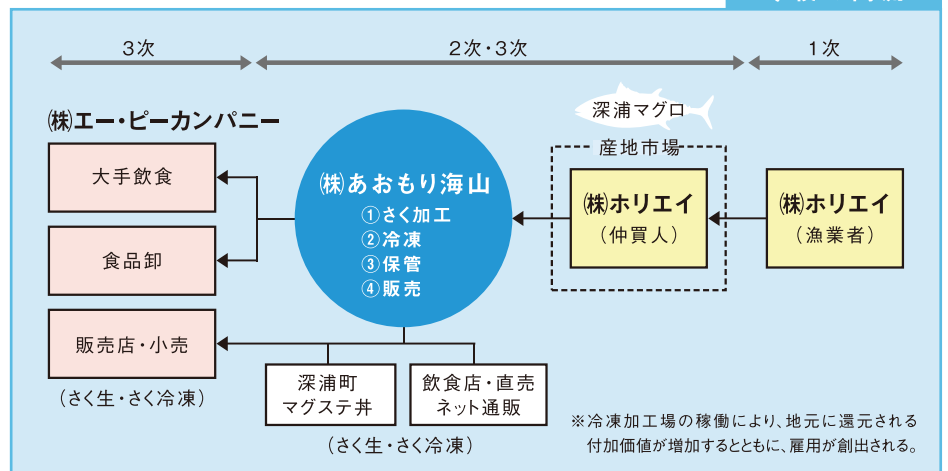 3次
2次・3次
1次
深浦マグロ
産地市場
㈱エー・ピーカンパニー
大手飲食
食品卸
販売店・小売
(さく生・さく冷凍)
㈱あおもり海山
①さく加工
②冷凍
③保管
④販売
㈱ホリエイ
(仲買人)
㈱ホリエイ
(漁業者)
深浦町
マグステ丼
飲食店・直売
ネット通販
(さく生・さく冷凍)
※冷凍加工場の稼働により、地元に還元される
付加価値が増加するとともに、雇用が創出される。